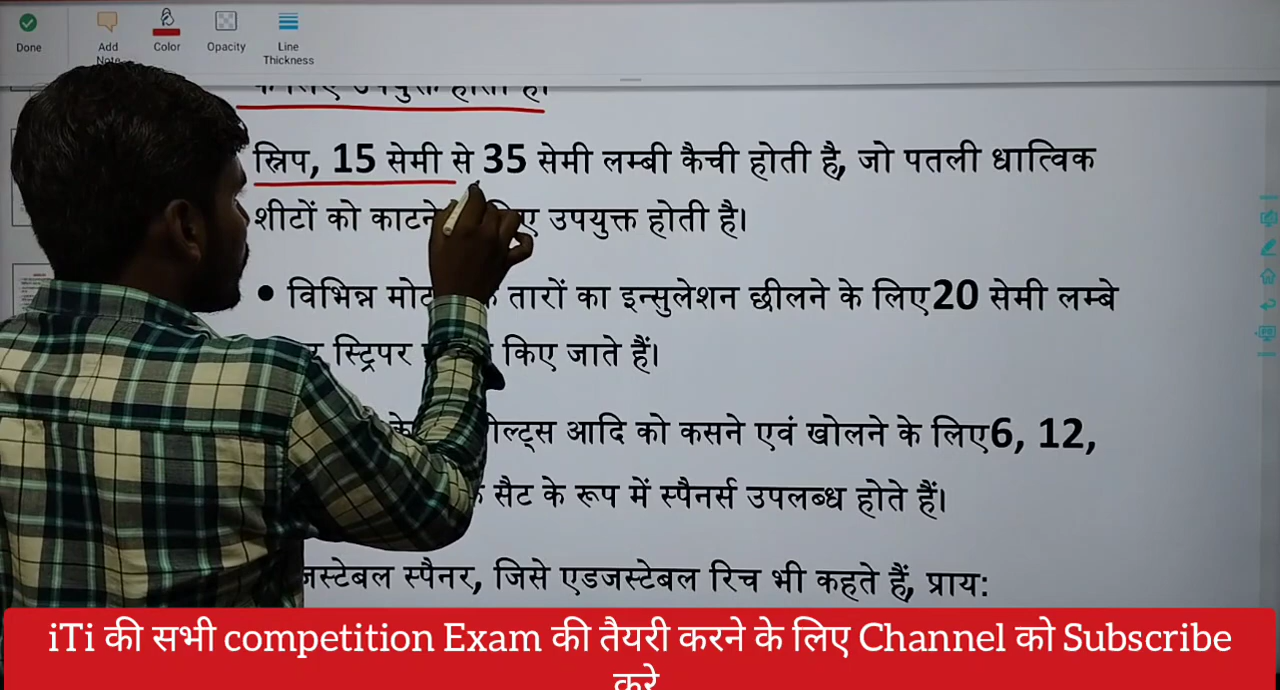 Done
Add
Note
Color
Opacity
Line
Thickness
स्निप, 15 सेमी से 35 सेमी लम्बी कैची होती है, जो पतली धात्विक
शीटों को काटने उपयुक्त होती है।
• विभिन्न तारों का इन्सुलेशन छीलने के लिए20 सेमी लम्बे
स्ट्रिपर किए जाते हैं।
आदि को कसने एवं खोलने के लिए6, 12,
सैट के रूप में स्पैनर्स उपलब्ध होते हैं।
स्पैनर, जिसे एडजस्टेबल रिच भी कहते हैं, प्राय:
iTi की सभी competition Exam की तैयरी करने के लिए Channel को Subscribe
करे